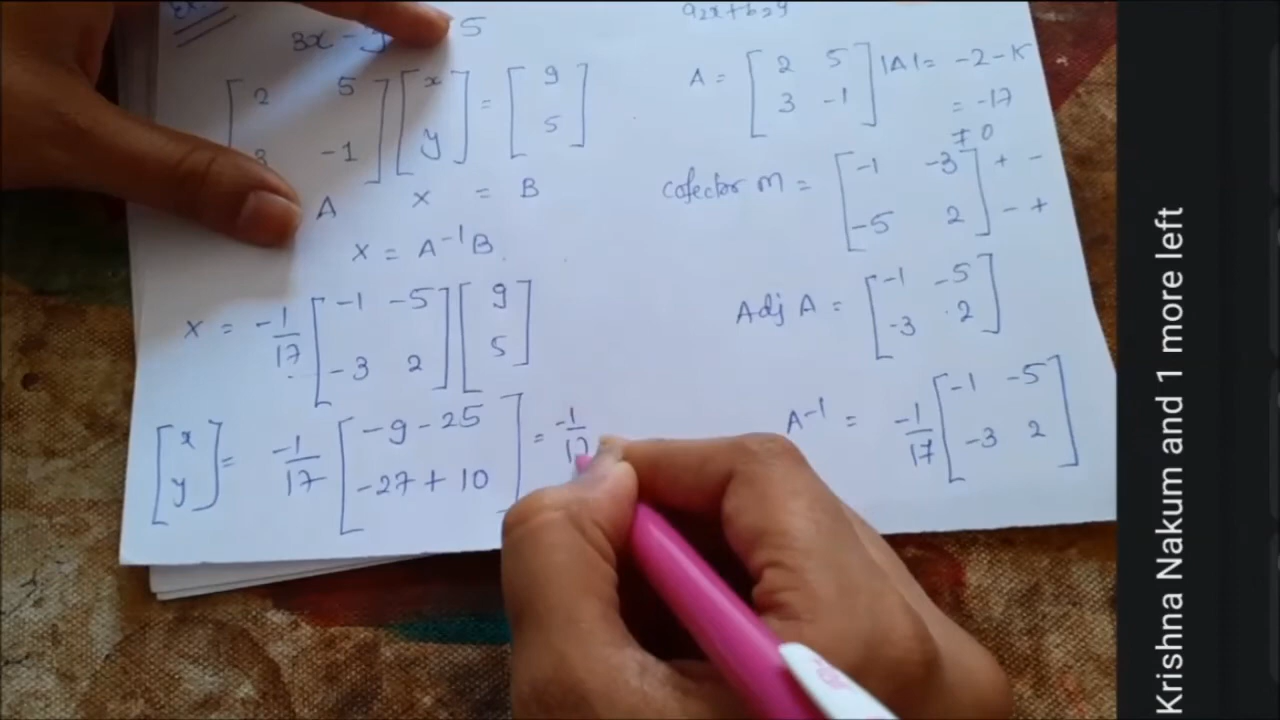 Ex.
3x - y 5
[ 2 5 ] [ x ] = [ 9 ]
[ 3 -1 ] [ y ] [ 5 ]
A X = B
X = A⁻¹B.
X = -1/17 [ -1 -5 ] [ 9 ]
[ -3 2 ] [ 5 ]
[ x ] = -1/17 [ -9 - 25 ] = -1/17
[ y ] [ -27 + 10 ]
a₂x + b₂y
A = [ 2 5 ] |A| = -2 - 15
[ 3 -1 ] = -17
≠ 0
cofector M = [ -1 -3 ] + -
[ -5 2 ] - +
Adj A = [ -1 -5 ]
[ -3 2 ]
A⁻¹ = -1/17 [ -1 -5 ]
[ -3 2 ]
Krishna Nakum and 1 more left